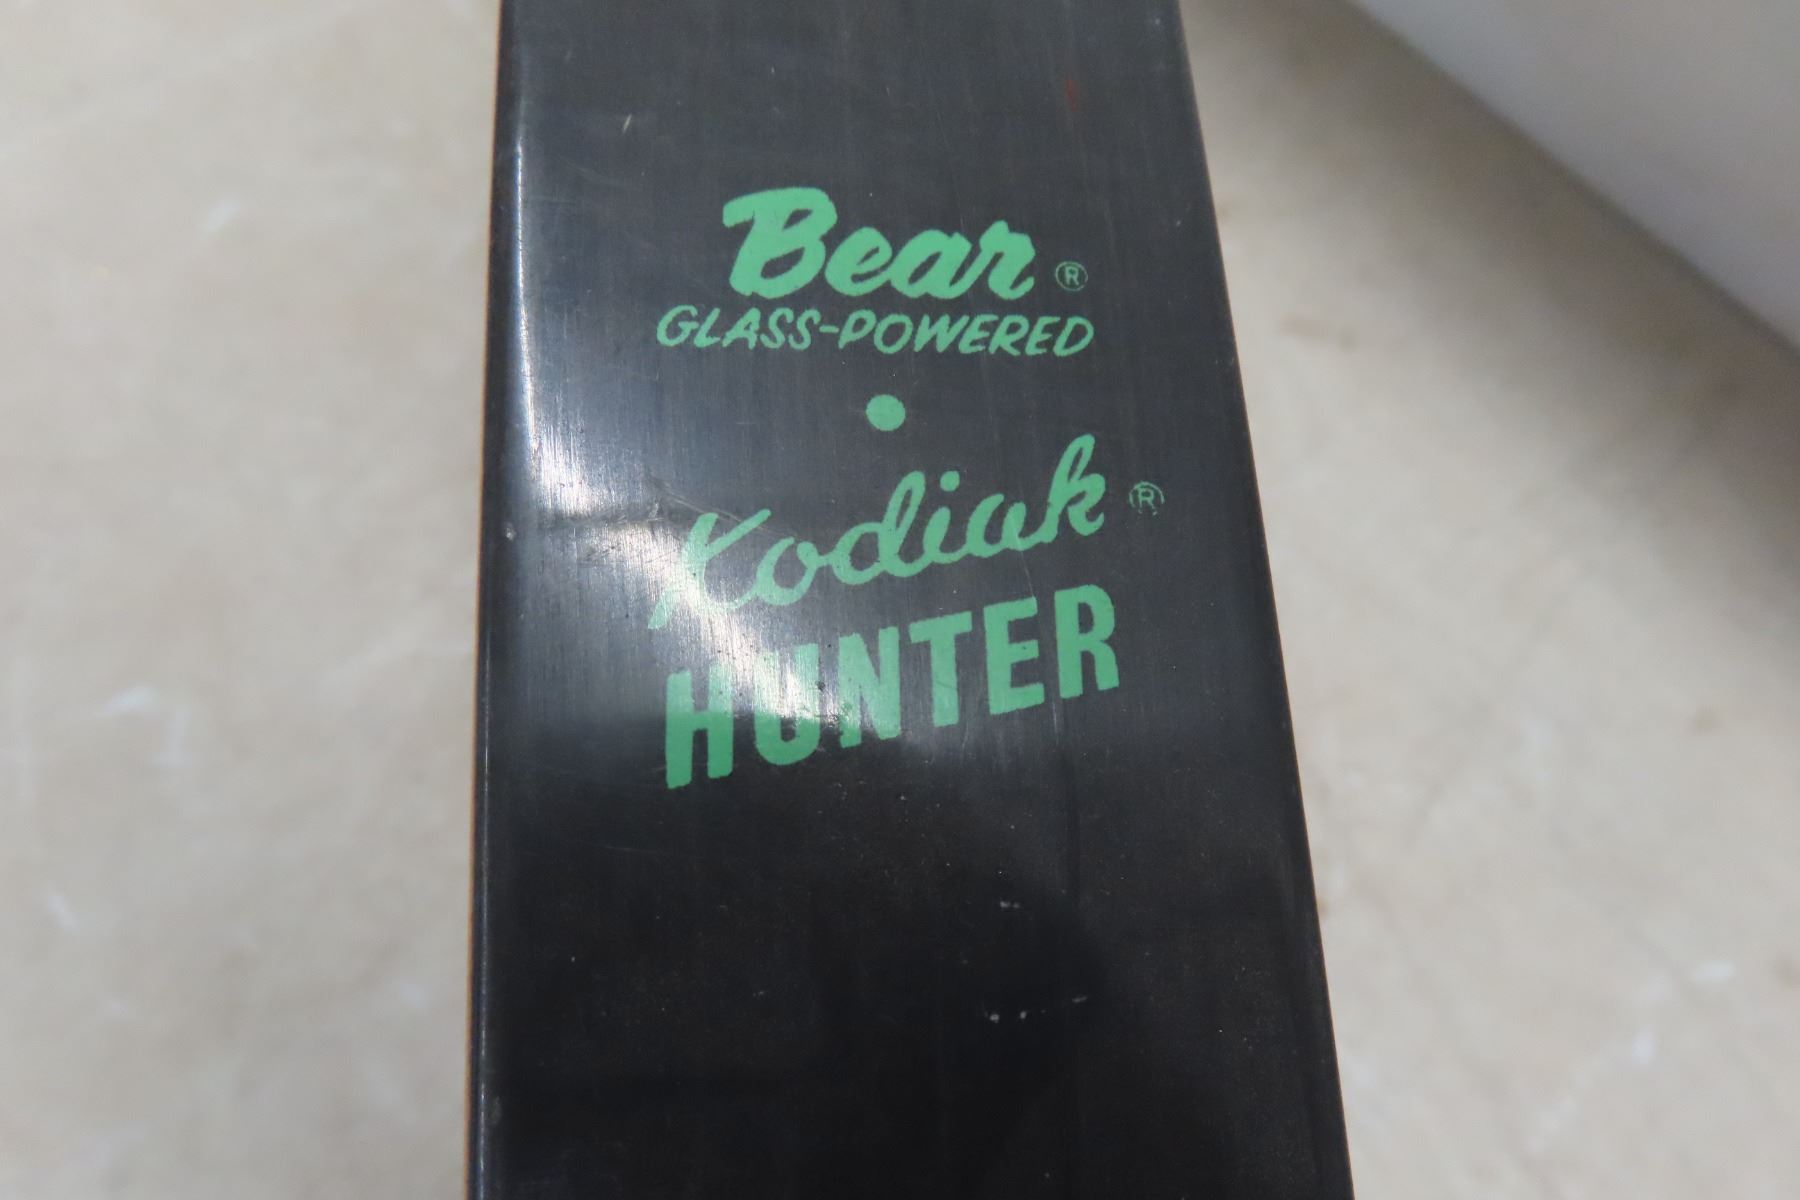 Bear ®
GLASS-POWERED
•
Kodiak ®
HUNTER